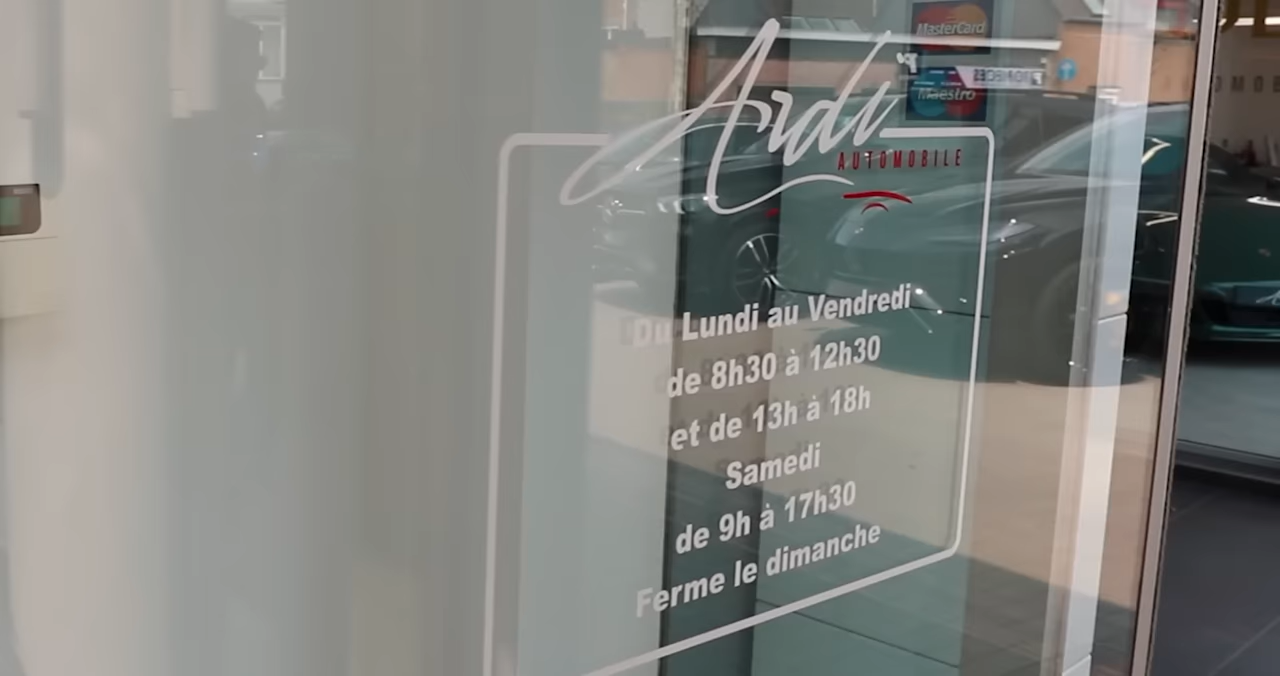 MasterCard
Maestro
Ardi
AUTOMOBILE
Du Lundi au Vendredi
de 8h30 à 12h30
et de 13h à 18h
Samedi
de 9h à 17h30
Ferme le dimanche